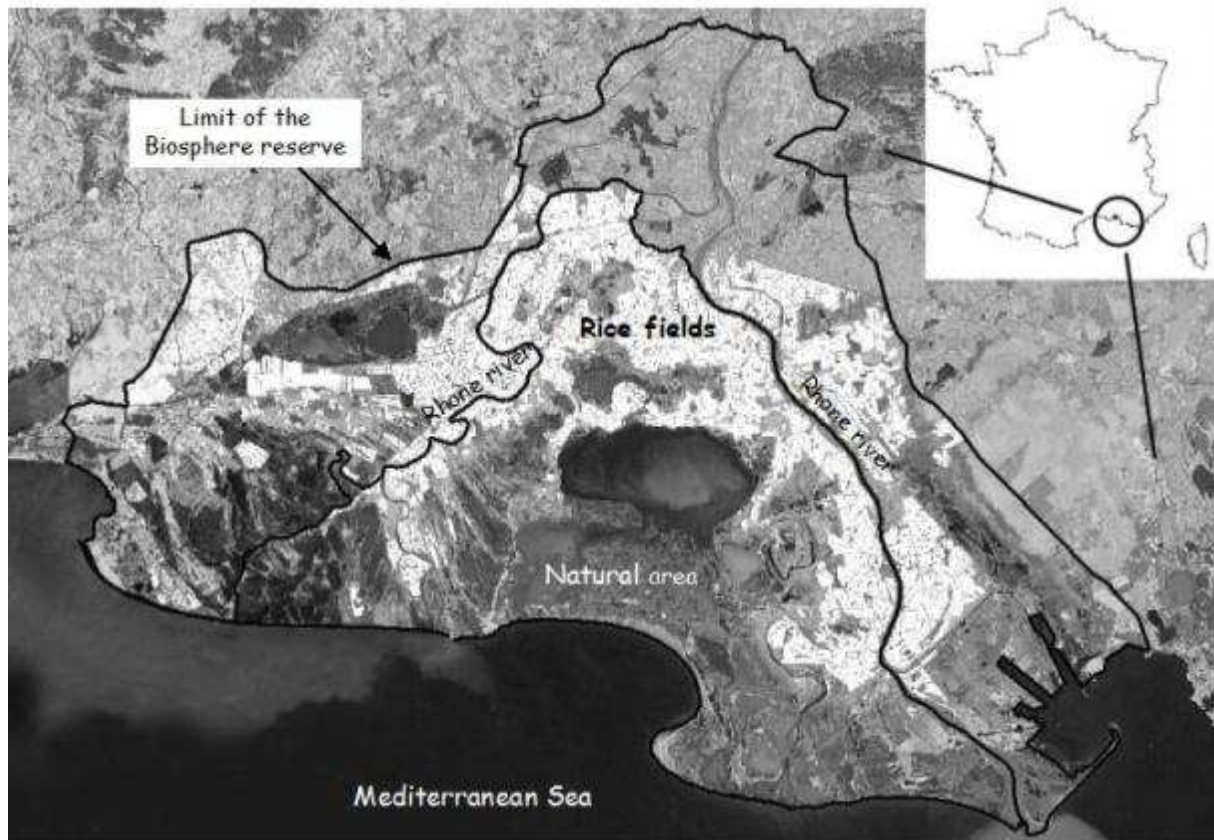 Limit of the
Biosphere reserve
Rice fields
Rhone river
Rhone river
Natural area
Mediterranean Sea